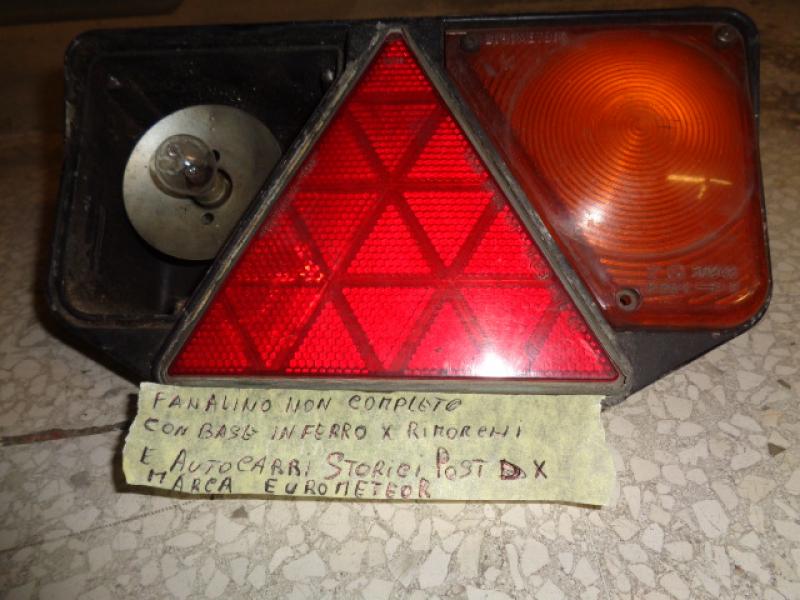 FANALINO NON COMPLETO
CON BASE IN FERRO X RIMORCHI
E AUTOCARRI STORICI POST DX
MARCA EUROMETEOR